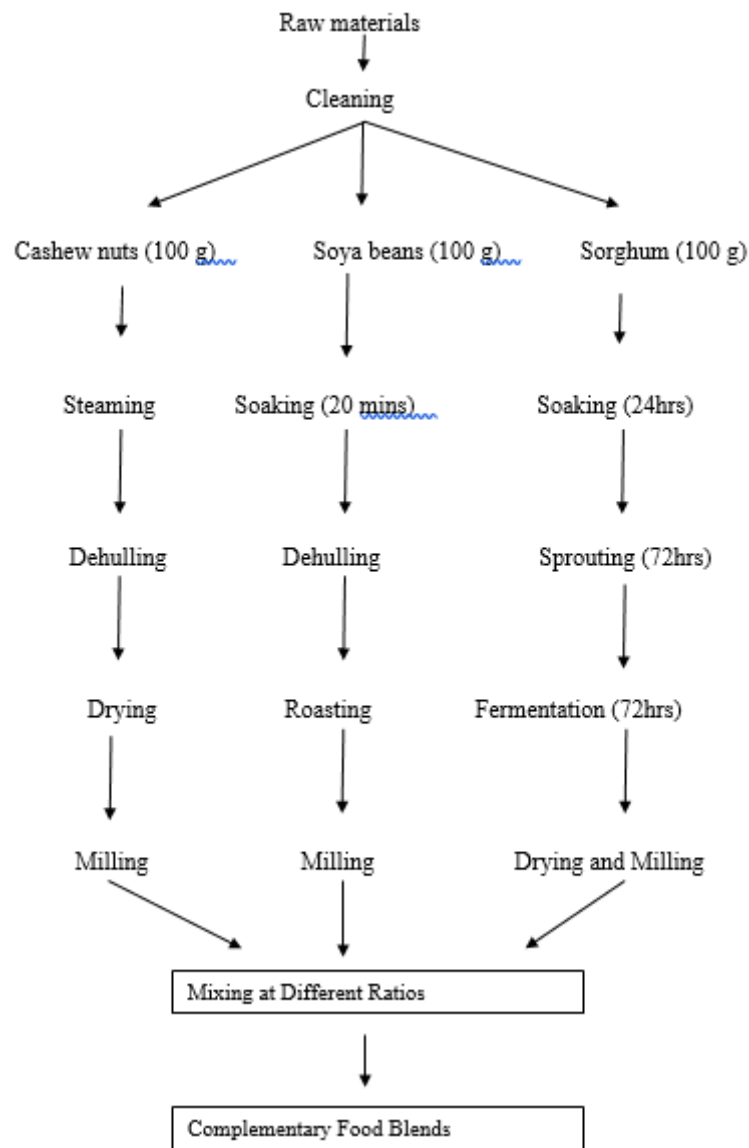 Raw materials
Cleaning
Cashew nuts (100 g)
Soya beans (100 g)
Sorghum (100 g)
Steaming
Soaking (20 mins)
Soaking (24hrs)
Dehulling
Dehulling
Sprouting (72hrs)
Drying
Roasting
Fermentation (72hrs)
Milling
Milling
Drying and Milling
Mixing at Different Ratios
Complementary Food Blends